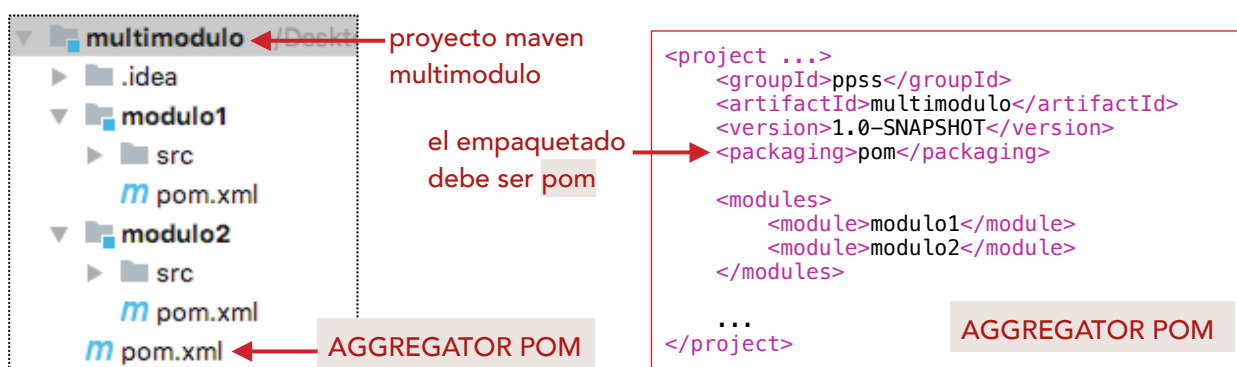 multimodulo /Deskt
.idea
modulo1
src
m pom.xml
modulo2
src
m pom.xml
m pom.xml
proyecto maven
multimodulo
AGGREGATOR POM
el empaquetado
debe ser pom
<project ...>
<groupId>ppss</groupId>
<artifactId>multimodulo</artifactId>
<version>1.0-SNAPSHOT</version>
<packaging>pom</packaging>
<modules>
<module>modulo1</module>
<module>modulo2</module>
</modules>
...
</project>
AGGREGATOR POM